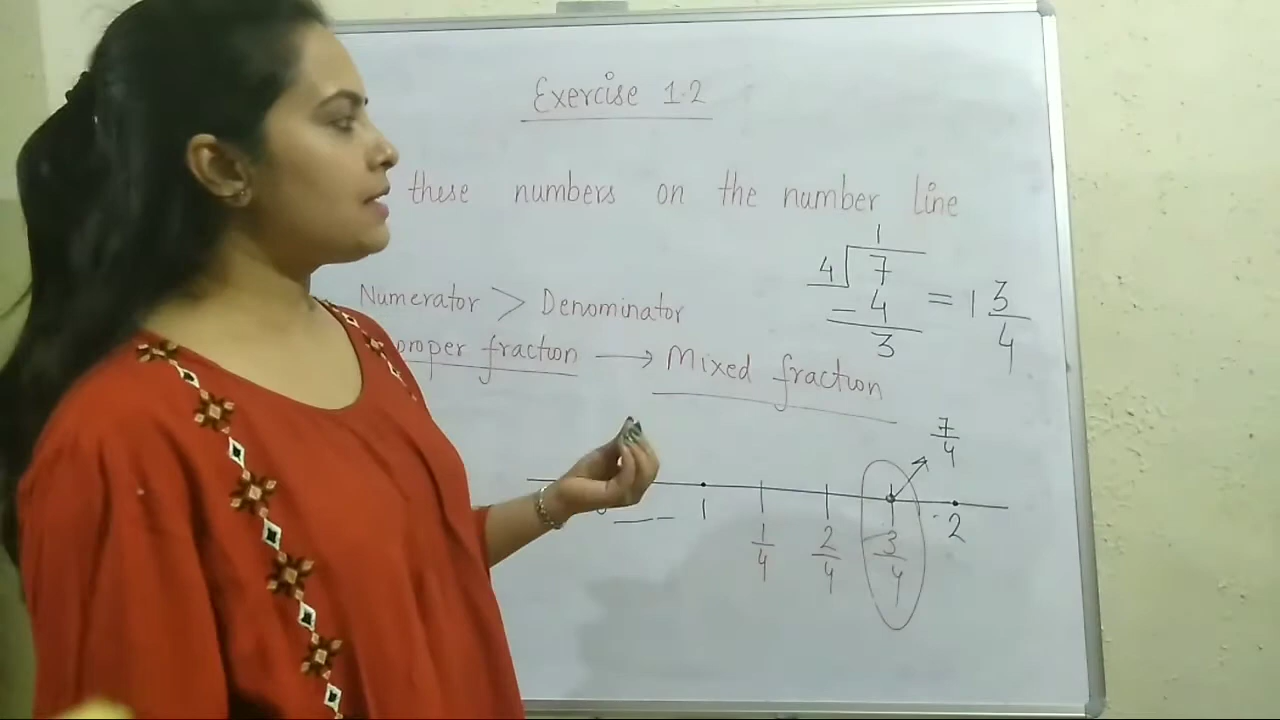 Exercise 1.2
these numbers on the number line
1
4 7
- 4
3
= 1 3/4
Numerator > Denominator
proper fraction → Mixed fraction
7/4
1 1/4 2/4 3/4 2